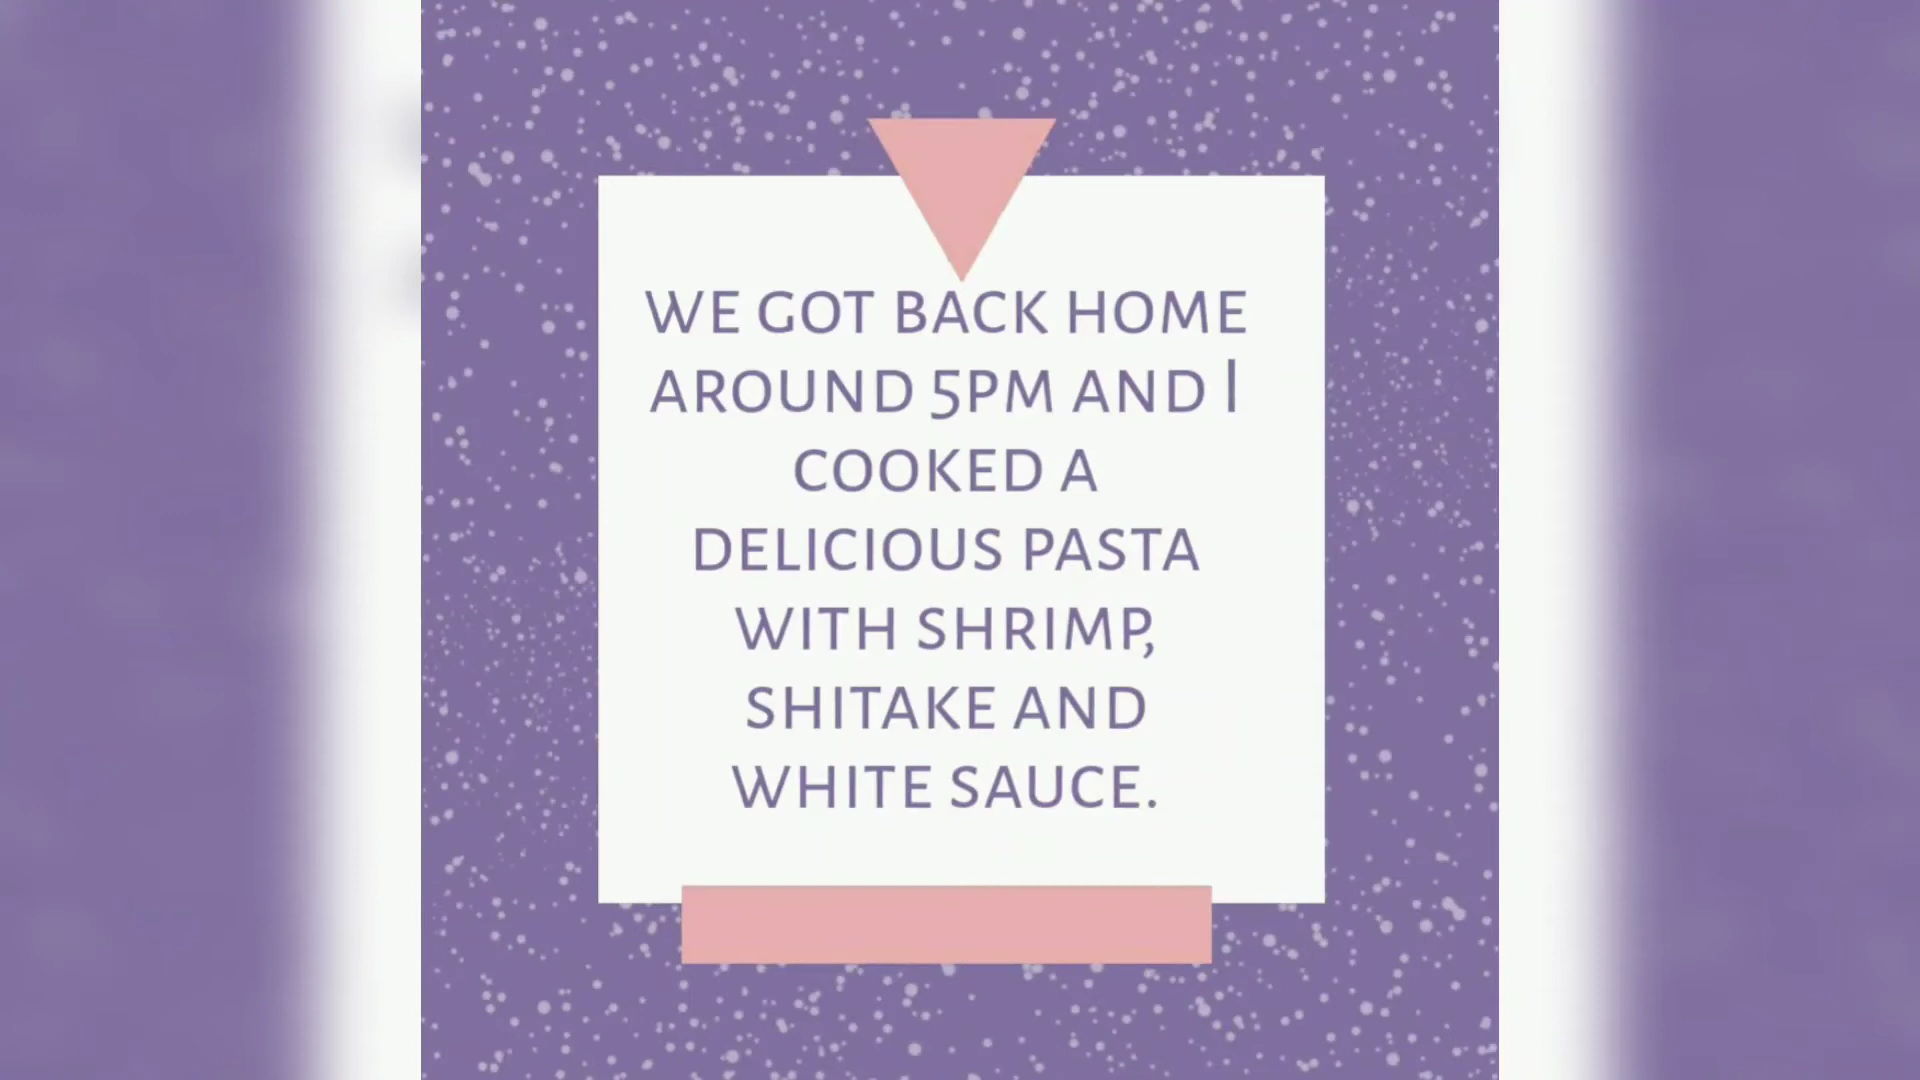 WE GOT BACK HOME
AROUND 5PM AND I
COOKED A
DELICIOUS PASTA
WITH SHRIMP,
SHITAKE AND
WHITE SAUCE.